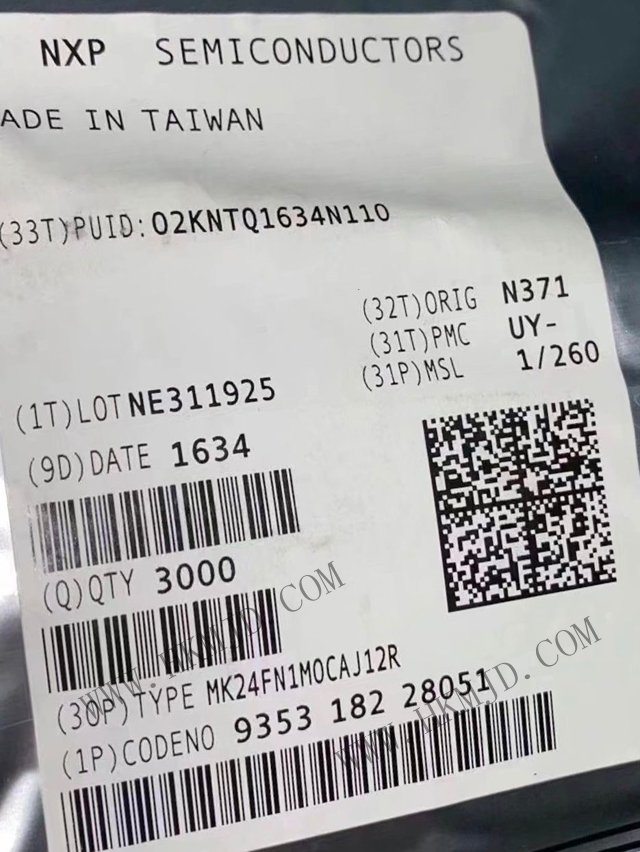 NXP SEMICONDUCTORS
ADE IN TAIWAN
(33T)PUID:02KNTQ1634N110
(32T)ORIG N371
(31T)PMC UY-
(31P)MSL 1/260
(1T)LOT NE311925
(9D)DATE 1634
(Q)QTY 3000
(30P)TYPE MK24FN1M0CAJ12R
(1P)CODENO 9353 182 28051
WWW.HKMJD.COM
WWW.HKMJD.COM